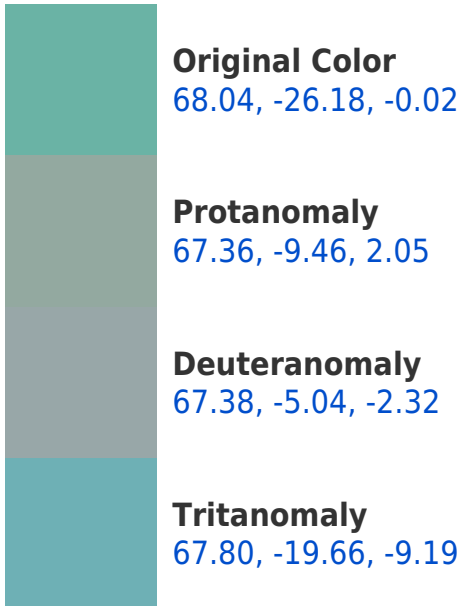 Original Color
68.04, -26.18, -0.02
Protanomaly
67.36, -9.46, 2.05
Deuteranomaly
67.38, -5.04, -2.32
Tritanomaly
67.80, -19.66, -9.19